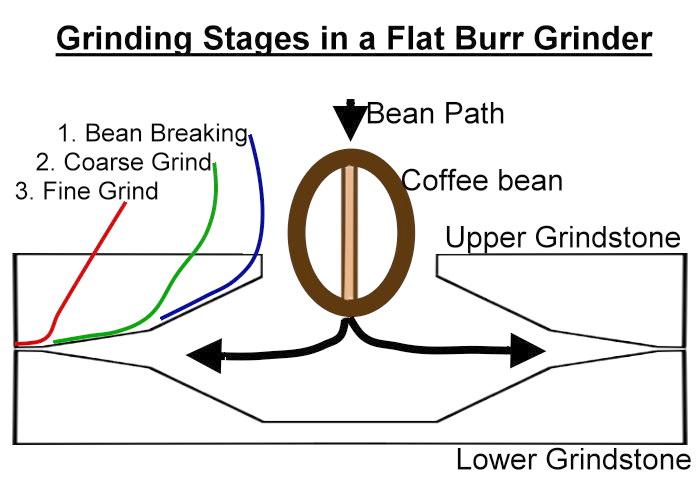 Grinding Stages in a Flat Burr Grinder
Bean Path
1. Bean Breaking
2. Coarse Grind
3. Fine Grind
Coffee bean
Upper Grindstone
Lower Grindstone